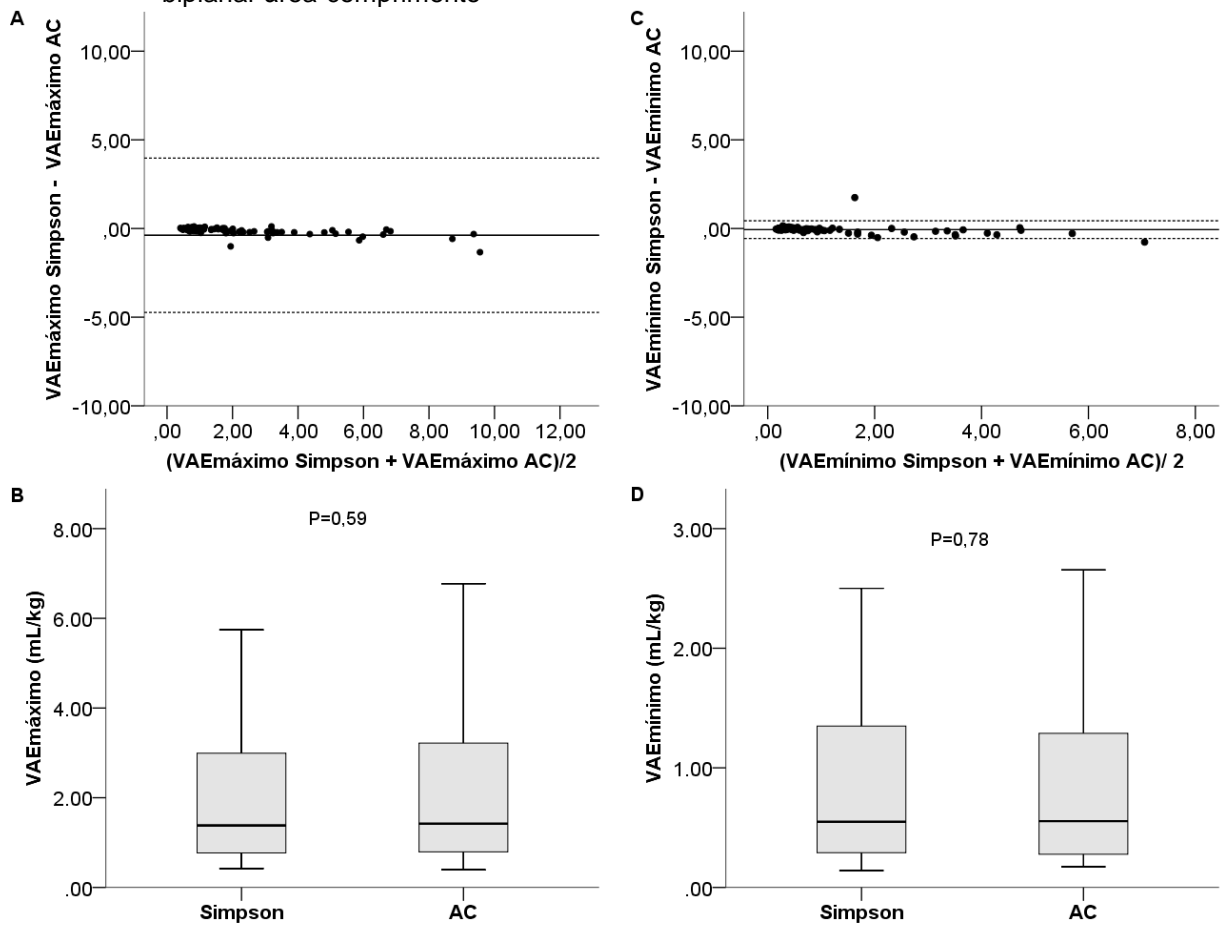 biplanar área-comprimento
A
VAEmáximo Simpson - VAEmáximo AC
10,00
5,00
,00
-5,00
-10,00
,00 2,00 4,00 6,00 8,00 10,00 12,00
(VAEmáximo Simpson + VAEmáximo AC)/2
C
VAEmínimo Simpson - VAEmínimo AC
10,00
5,00
,00
-5,00
-10,00
,00 2,00 4,00 6,00 8,00
(VAEmínimo Simpson + VAEmínimo AC)/ 2
B
VAEmáximo (mL/kg)
P=0,59
8.00
6.00
4.00
2.00
.00
Simpson AC
D
VAEmínimo (mL/kg)
P=0,78
3.00
2.00
1.00
.00
Simpson AC